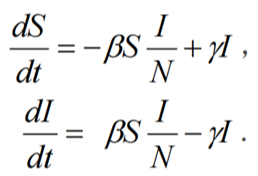 dS/dt = −βS I/N + γI ,
dI/dt = βS I/N − γI .